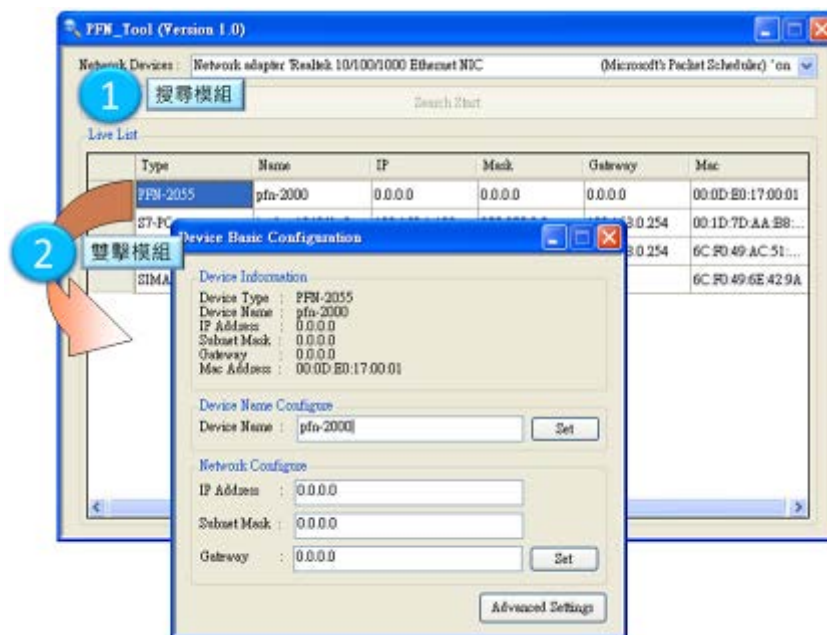 PFN_Tool (Version 1.0)
Network Devices : Network adapter 'Realtek 10/100/1000 Ethernet NIC (Microsoft's Packet Scheduler) ' on
1 搜尋模組
Search Start
Live List
Type Name IP Mask Gateway Mac
PFN-2055 pfn-2000 0.0.0.0 0.0.0.0 0.0.0.0 00:0D:E0:17:00:01
S7-PC 3.0.254 00:1D:7D:AA:B8:...
3.0.254 6C:F0:49:AC:51:...
SIMA 6C:F0:49:6E:42:9A
2 雙擊模組
Device Basic Configuration
Device Information
Device Type : PFN-2055
Device Name : pfn-2000
IP Address : 0.0.0.0
Subnet Mask : 0.0.0.0
Gateway : 0.0.0.0
Mac Address : 00:0D:E0:17:00:01
Device Name Configure
Device Name : pfn-2000 Set
Network Configure
IP Address : 0.0.0.0
Subnet Mask : 0.0.0.0
Gateway : 0.0.0.0 Set
Advanced Settings